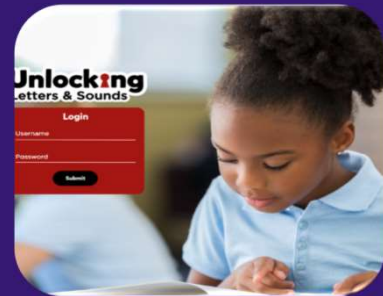 Unlocking
Letters & Sounds
Login
Username
Password
Submit